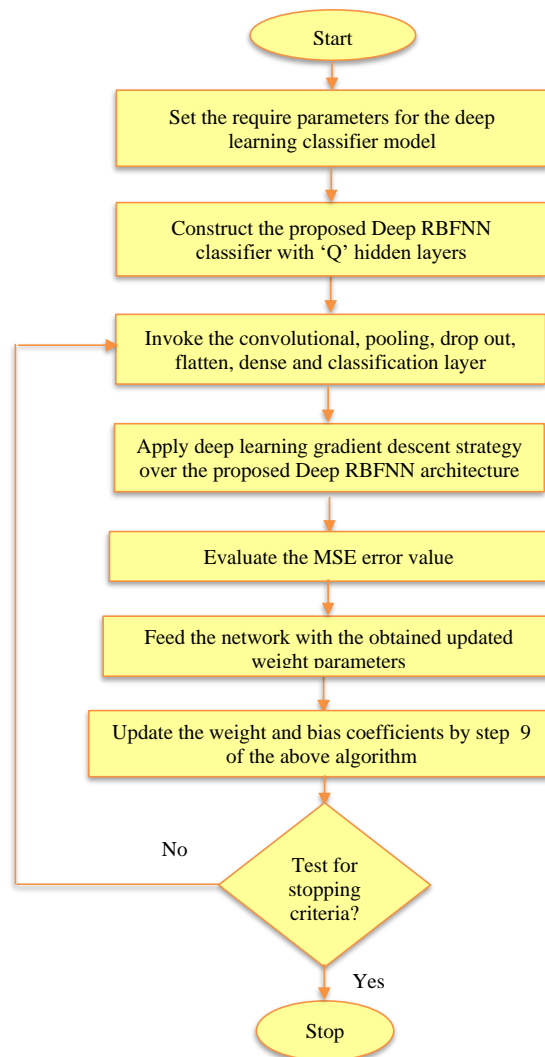 Start
Set the require parameters for the deep
learning classifier model
Construct the proposed Deep RBFNN
classifier with ‘Q’ hidden layers
Invoke the convolutional, pooling, drop out,
flatten, dense and classification layer
Apply deep learning gradient descent strategy
over the proposed Deep RBFNN architecture
Evaluate the MSE error value
Feed the network with the obtained updated
weight parameters
Update the weight and bias coefficients by step 9
of the above algorithm
No
Test for
stopping
criteria?
Yes
Stop